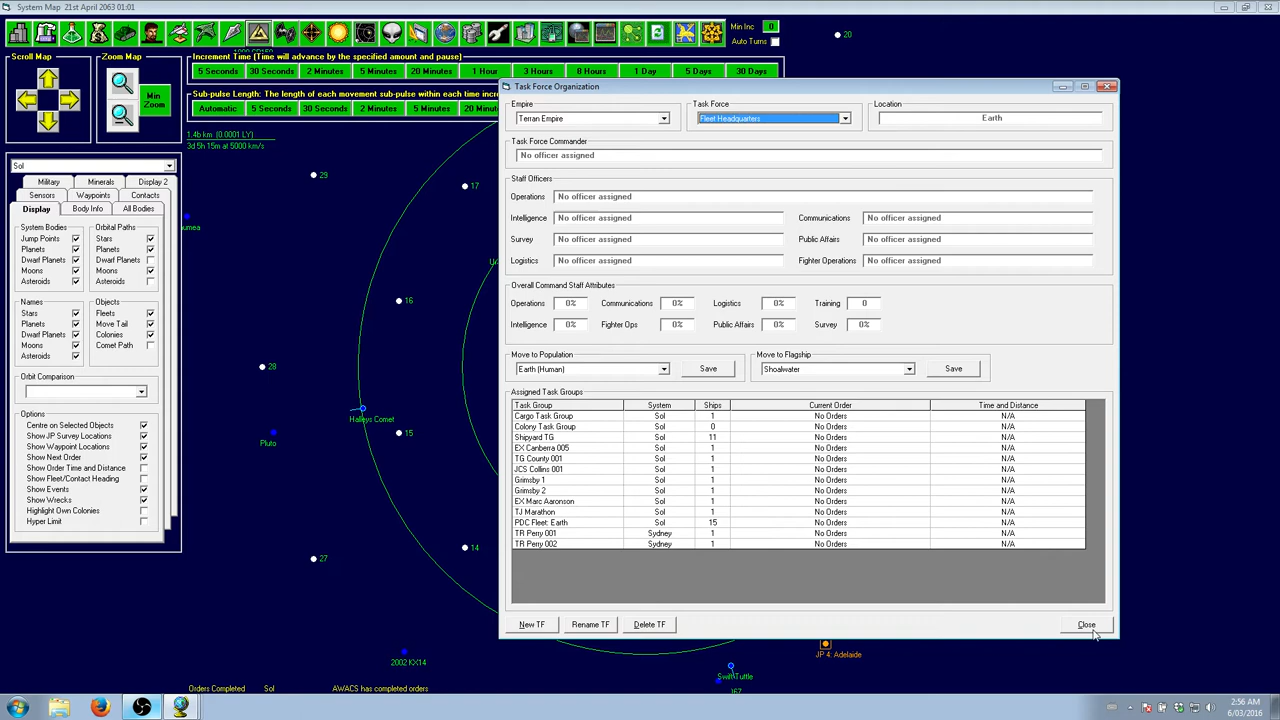 System Map 21st April 2063 01:01
Min Inc 0
Auto Turns
20
Scroll Map
Zoom Map
Min Zoom
Increment Time (Time will advance by the specified amount and pause)
5 Seconds 30 Seconds 2 Minutes 5 Minutes 20 Minutes 1 Hour 3 Hours 8 Hours 1 Day 5 Days 30 Days
Sub-pulse Length: The length of each movement sub-pulse within each time incre
Automatic 5 Seconds 30 Seconds 2 Minutes 5 Minutes 20 Minu
1.4b km (0.0001 LY)
3d 5h 15m at 5000 km/s
Sol
Military Minerals Display 2
Sensors Waypoints Contacts
Display Body Info All Bodies
System Bodies
Jump Points
Planets
Dwarf Planets
Moons
Asteroids
Orbital Paths
Stars
Planets
Dwarf Planets
Moons
Asteroids
Names
Stars
Planets
Dwarf Planets
Moons
Asteroids
Objects
Fleets
Move Tail
Colonies
Comet Path
Orbit Comparison
Options
Centre on Selected Objects
Show JP Survey Locations
Show Waypoint Locations
Show Next Order
Show Order Time and Distance
Show Fleet/Contact Heading
Show Events
Show Wrecks
Highlight Own Colonies
Hyper Limit
29
17
umea
16
28
Halleys Comet
Pluto
15
14
27
2002 KX14
JP 4: Adelaide
Swift-Tuttle
Orders Completed Sol AWACS has completed orders
Task Force Organization
Empire
Terran Empire
Task Force
Fleet Headquarters
Location
Earth
Task Force Commander
No officer assigned
Staff Officers
Operations No officer assigned
Intelligence No officer assigned Communications No officer assigned
Survey No officer assigned Public Affairs No officer assigned
Logistics No officer assigned Fighter Operations No officer assigned
Overall Command Staff Attributes
Operations 0% Communications 0% Logistics 0% Training 0
Intelligence 0% Fighter Ops 0% Public Affairs 0% Survey 0%
Move to Population
Earth (Human) Save
Move to Flagship
Shoalwater Save
Assigned Task Groups
Task Group System Ships Current Order Time and Distance
Cargo Task Group Sol 1 No Orders N/A
Colony Task Group Sol 0 No Orders N/A
Shipyard TG Sol 11 No Orders N/A
EX Canberra 005 Sol 1 No Orders N/A
TG County 001 Sol 1 No Orders N/A
JCS Collins 001 Sol 1 No Orders N/A
Grimsby 1 Sol 1 No Orders N/A
Grimsby 2 Sol 1 No Orders N/A
EX Marc Aaronson Sol 1 No Orders N/A
TJ Marathon Sol 1 No Orders N/A
PDC Fleet: Earth Sol 15 No Orders N/A
TR Perry 001 Sydney 1 No Orders N/A
TR Perry 002 Sydney 1 No Orders N/A
New TF Rename TF Delete TF Close
2:56 AM
6/03/2016